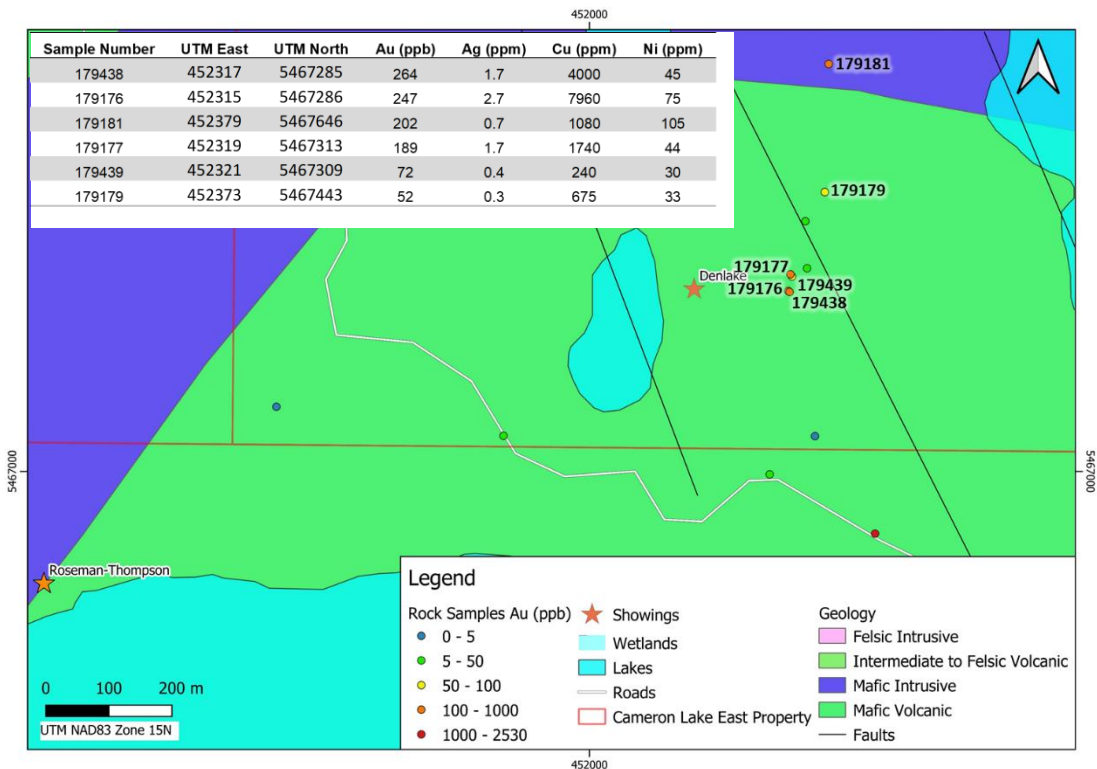 452000
Sample Number UTM East UTM North Au (ppb) Ag (ppm) Cu (ppm) Ni (ppm)
179438 452317 5467285 264 1.7 4000 45
179176 452315 5467286 247 2.7 7960 75
179181 452379 5467646 202 0.7 1080 105
179177 452319 5467313 189 1.7 1740 44
179439 452321 5467309 72 0.4 240 30
179179 452373 5467443 52 0.3 675 33
179181
179179
179177
Denlake
179439
179176
179438
5467000
5467000
Roseman-Thompson
0 100 200 m
UTM NAD83 Zone 15N
Legend
Rock Samples Au (ppb)
0 - 5
5 - 50
50 - 100
100 - 1000
1000 - 2530
Showings
Wetlands
Lakes
Roads
Cameron Lake East Property
Geology
Felsic Intrusive
Intermediate to Felsic Volcanic
Mafic Intrusive
Mafic Volcanic
Faults
452000